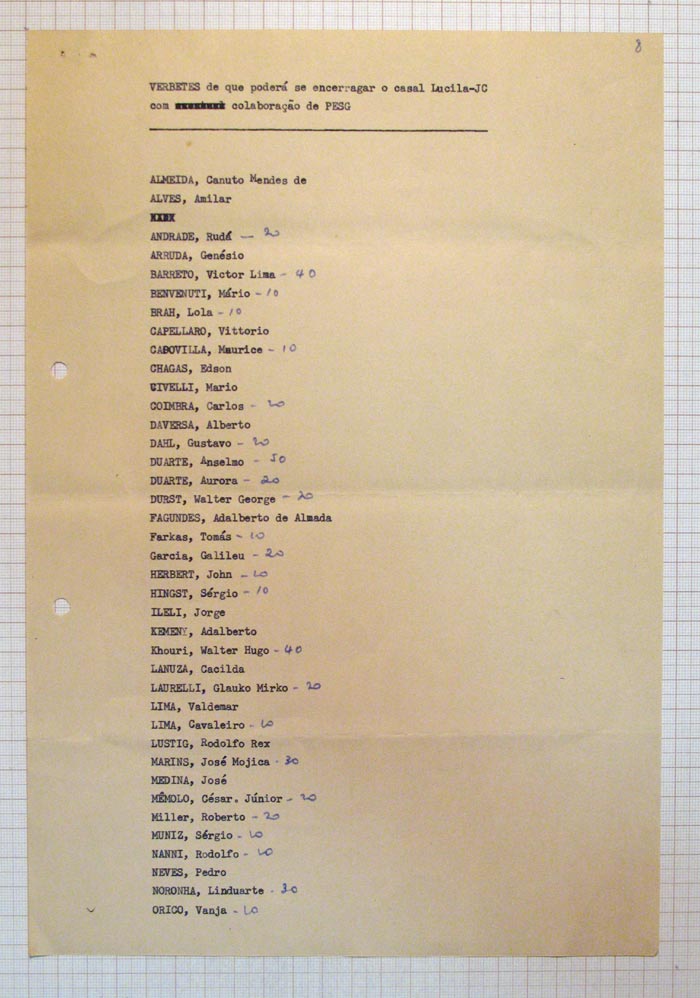 8
VERBETES de que poderá se encerragar o casal Lucila-JC
com colaboração de PESG
ALMEIDA, Canuto Mendes de
ALVES, Amilar
ANDRADE, Rudá — 20
ARRUDA, Genésio
BARRETO, Victor Lima - 40
BENVENUTI, Mário - 10
BRAH, Lola - 10
CAPELLARO, Vittorio
CAPOVILLA, Maurice - 10
CHAGAS, Edson
CIVELLI, Mario
COIMBRA, Carlos - 20
DAVERSA, Alberto
DAHL, Gustavo - 20
DUARTE, Anselmo - 50
DUARTE, Aurora - 20
DURST, Walter George - 20
FAGUNDES, Adalberto de Almada
Farkas, Tomás - 10
Garcia, Galileu - 20
HERBERT, John - 10
HINGST, Sérgio - 10
ILELI, Jorge
KEMENY, Adalberto
Khouri, Walter Hugo - 40
LANUZA, Cacilda
LAURELLI, Glauko Mirko - 20
LIMA, Valdemar
LIMA, Cavaleiro - 10
LUSTIG, Rodolfo Rex
MARINS, José Mojica - 30
MEDINA, José
MÊMOLO, César. Júnior - 20
Miller, Roberto - 20
MUNIZ, Sérgio - 10
NANNI, Rodolfo - 10
NEVES, Pedro
NORONHA, Linduarte - 30
ORICO, Vanja - 10